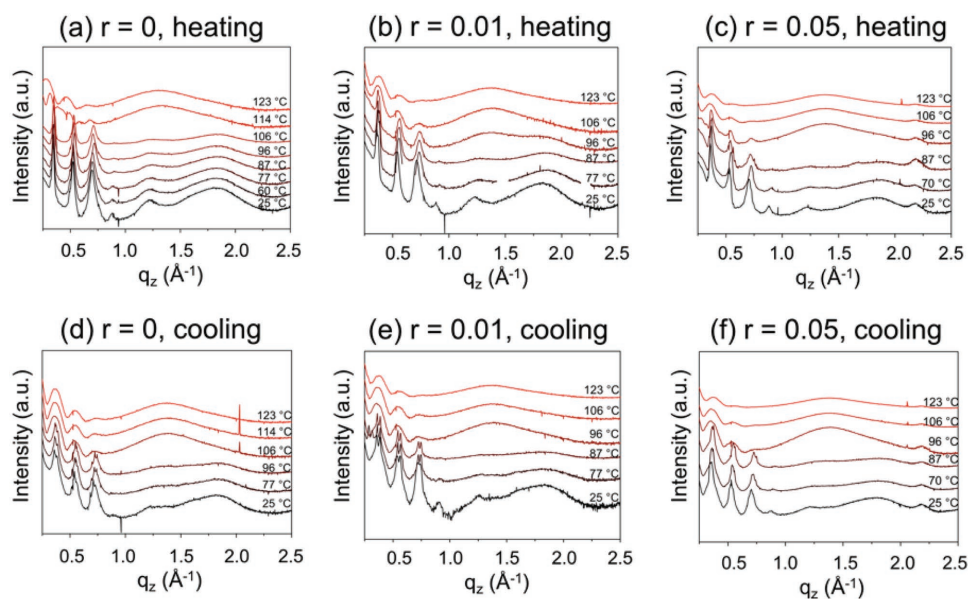 (a) r = 0, heating
(b) r = 0.01, heating
(c) r = 0.05, heating
Intensity (a.u.)
123 °C
114 °C
106 °C
96 °C
87 °C
77 °C
60 °C
25 °C
0.5 1.0 1.5 2.0 2.5
qz (Å-1)
Intensity (a.u.)
123 °C
106 °C
96 °C
87 °C
77 °C
25 °C
0.5 1.0 1.5 2.0 2.5
qz (Å-1)
Intensity (a.u.)
123 °C
106 °C
96 °C
87 °C
70 °C
25 °C
0.5 1.0 1.5 2.0 2.5
qz (Å-1)
(d) r = 0, cooling
(e) r = 0.01, cooling
(f) r = 0.05, cooling
Intensity (a.u.)
123 °C
114 °C
106 °C
96 °C
77 °C
25 °C
0.5 1.0 1.5 2.0 2.5
qz (Å-1)
Intensity (a.u.)
123 °C
106 °C
96 °C
87 °C
77 °C
25 °C
0.5 1.0 1.5 2.0 2.5
qz (Å-1)
Intensity (a.u.)
123 °C
106 °C
96 °C
87 °C
70 °C
25 °C
0.5 1.0 1.5 2.0 2.5
qz (Å-1)